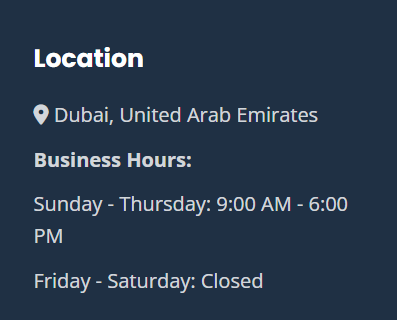 Location
Dubai, United Arab Emirates
Business Hours:
Sunday - Thursday: 9:00 AM - 6:00
PM
Friday - Saturday: Closed